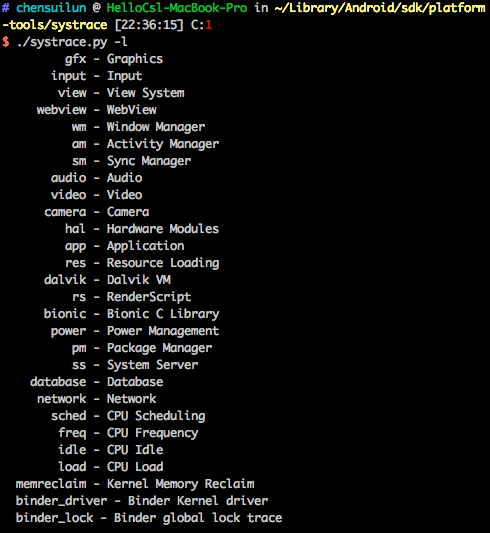 # chensuilun @ HelloCsl-MacBook-Pro in ~/Library/Android/sdk/platform
-tools/systrace [22:36:15] C:1
$ ./systrace.py -l
gfx - Graphics
input - Input
view - View System
webview - WebView
wm - Window Manager
am - Activity Manager
sm - Sync Manager
audio - Audio
video - Video
camera - Camera
hal - Hardware Modules
app - Application
res - Resource Loading
dalvik - Dalvik VM
rs - RenderScript
bionic - Bionic C Library
power - Power Management
pm - Package Manager
ss - System Server
database - Database
network - Network
sched - CPU Scheduling
freq - CPU Frequency
idle - CPU Idle
load - CPU Load
memreclaim - Kernel Memory Reclaim
binder_driver - Binder Kernel driver
binder_lock - Binder global lock trace